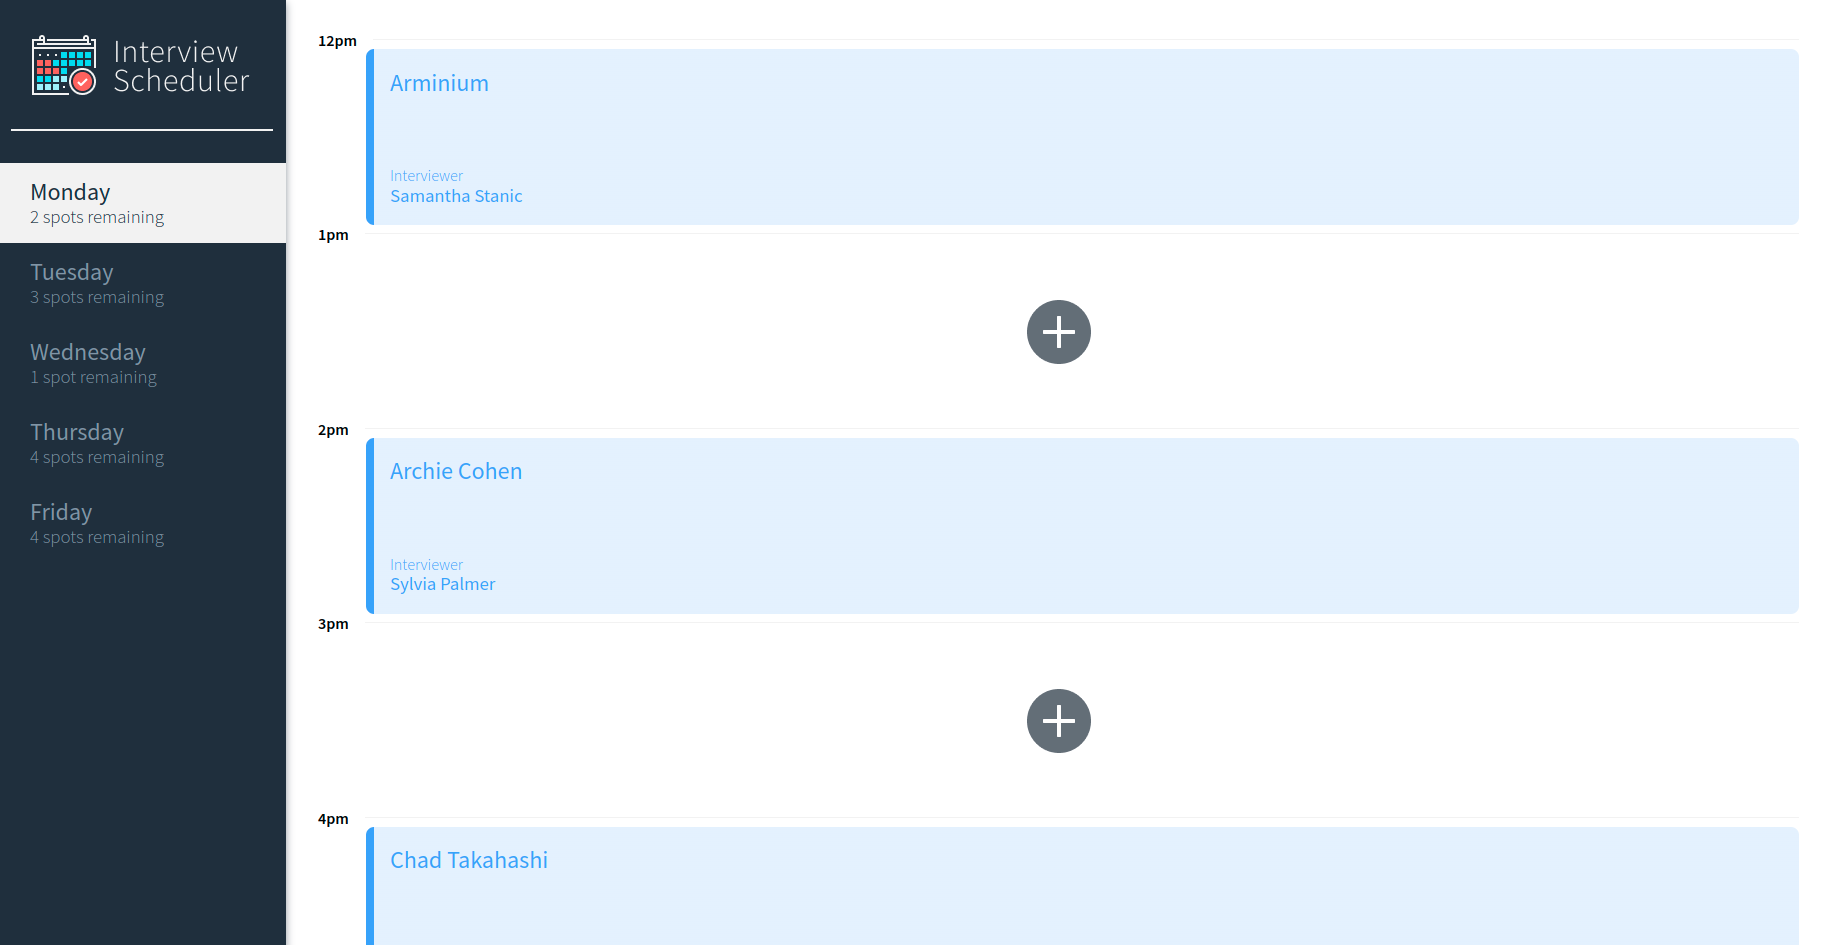 Interview
Scheduler
Monday
2 spots remaining
Tuesday
3 spots remaining
Wednesday
1 spot remaining
Thursday
4 spots remaining
Friday
4 spots remaining
12pm
Arminium
Interviewer
Samantha Stanic
1pm
2pm
Archie Cohen
Interviewer
Sylvia Palmer
3pm
4pm
Chad Takahashi